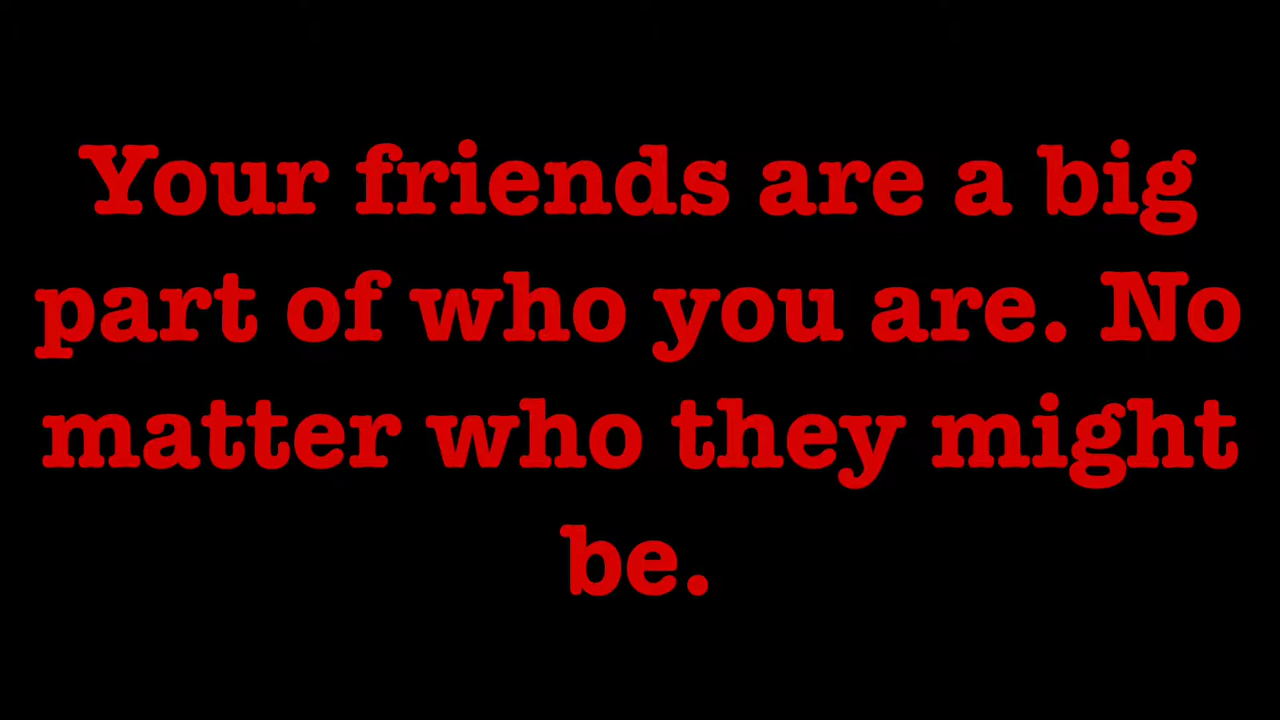 Your friends are a big
part of who you are. No
matter who they might
be.